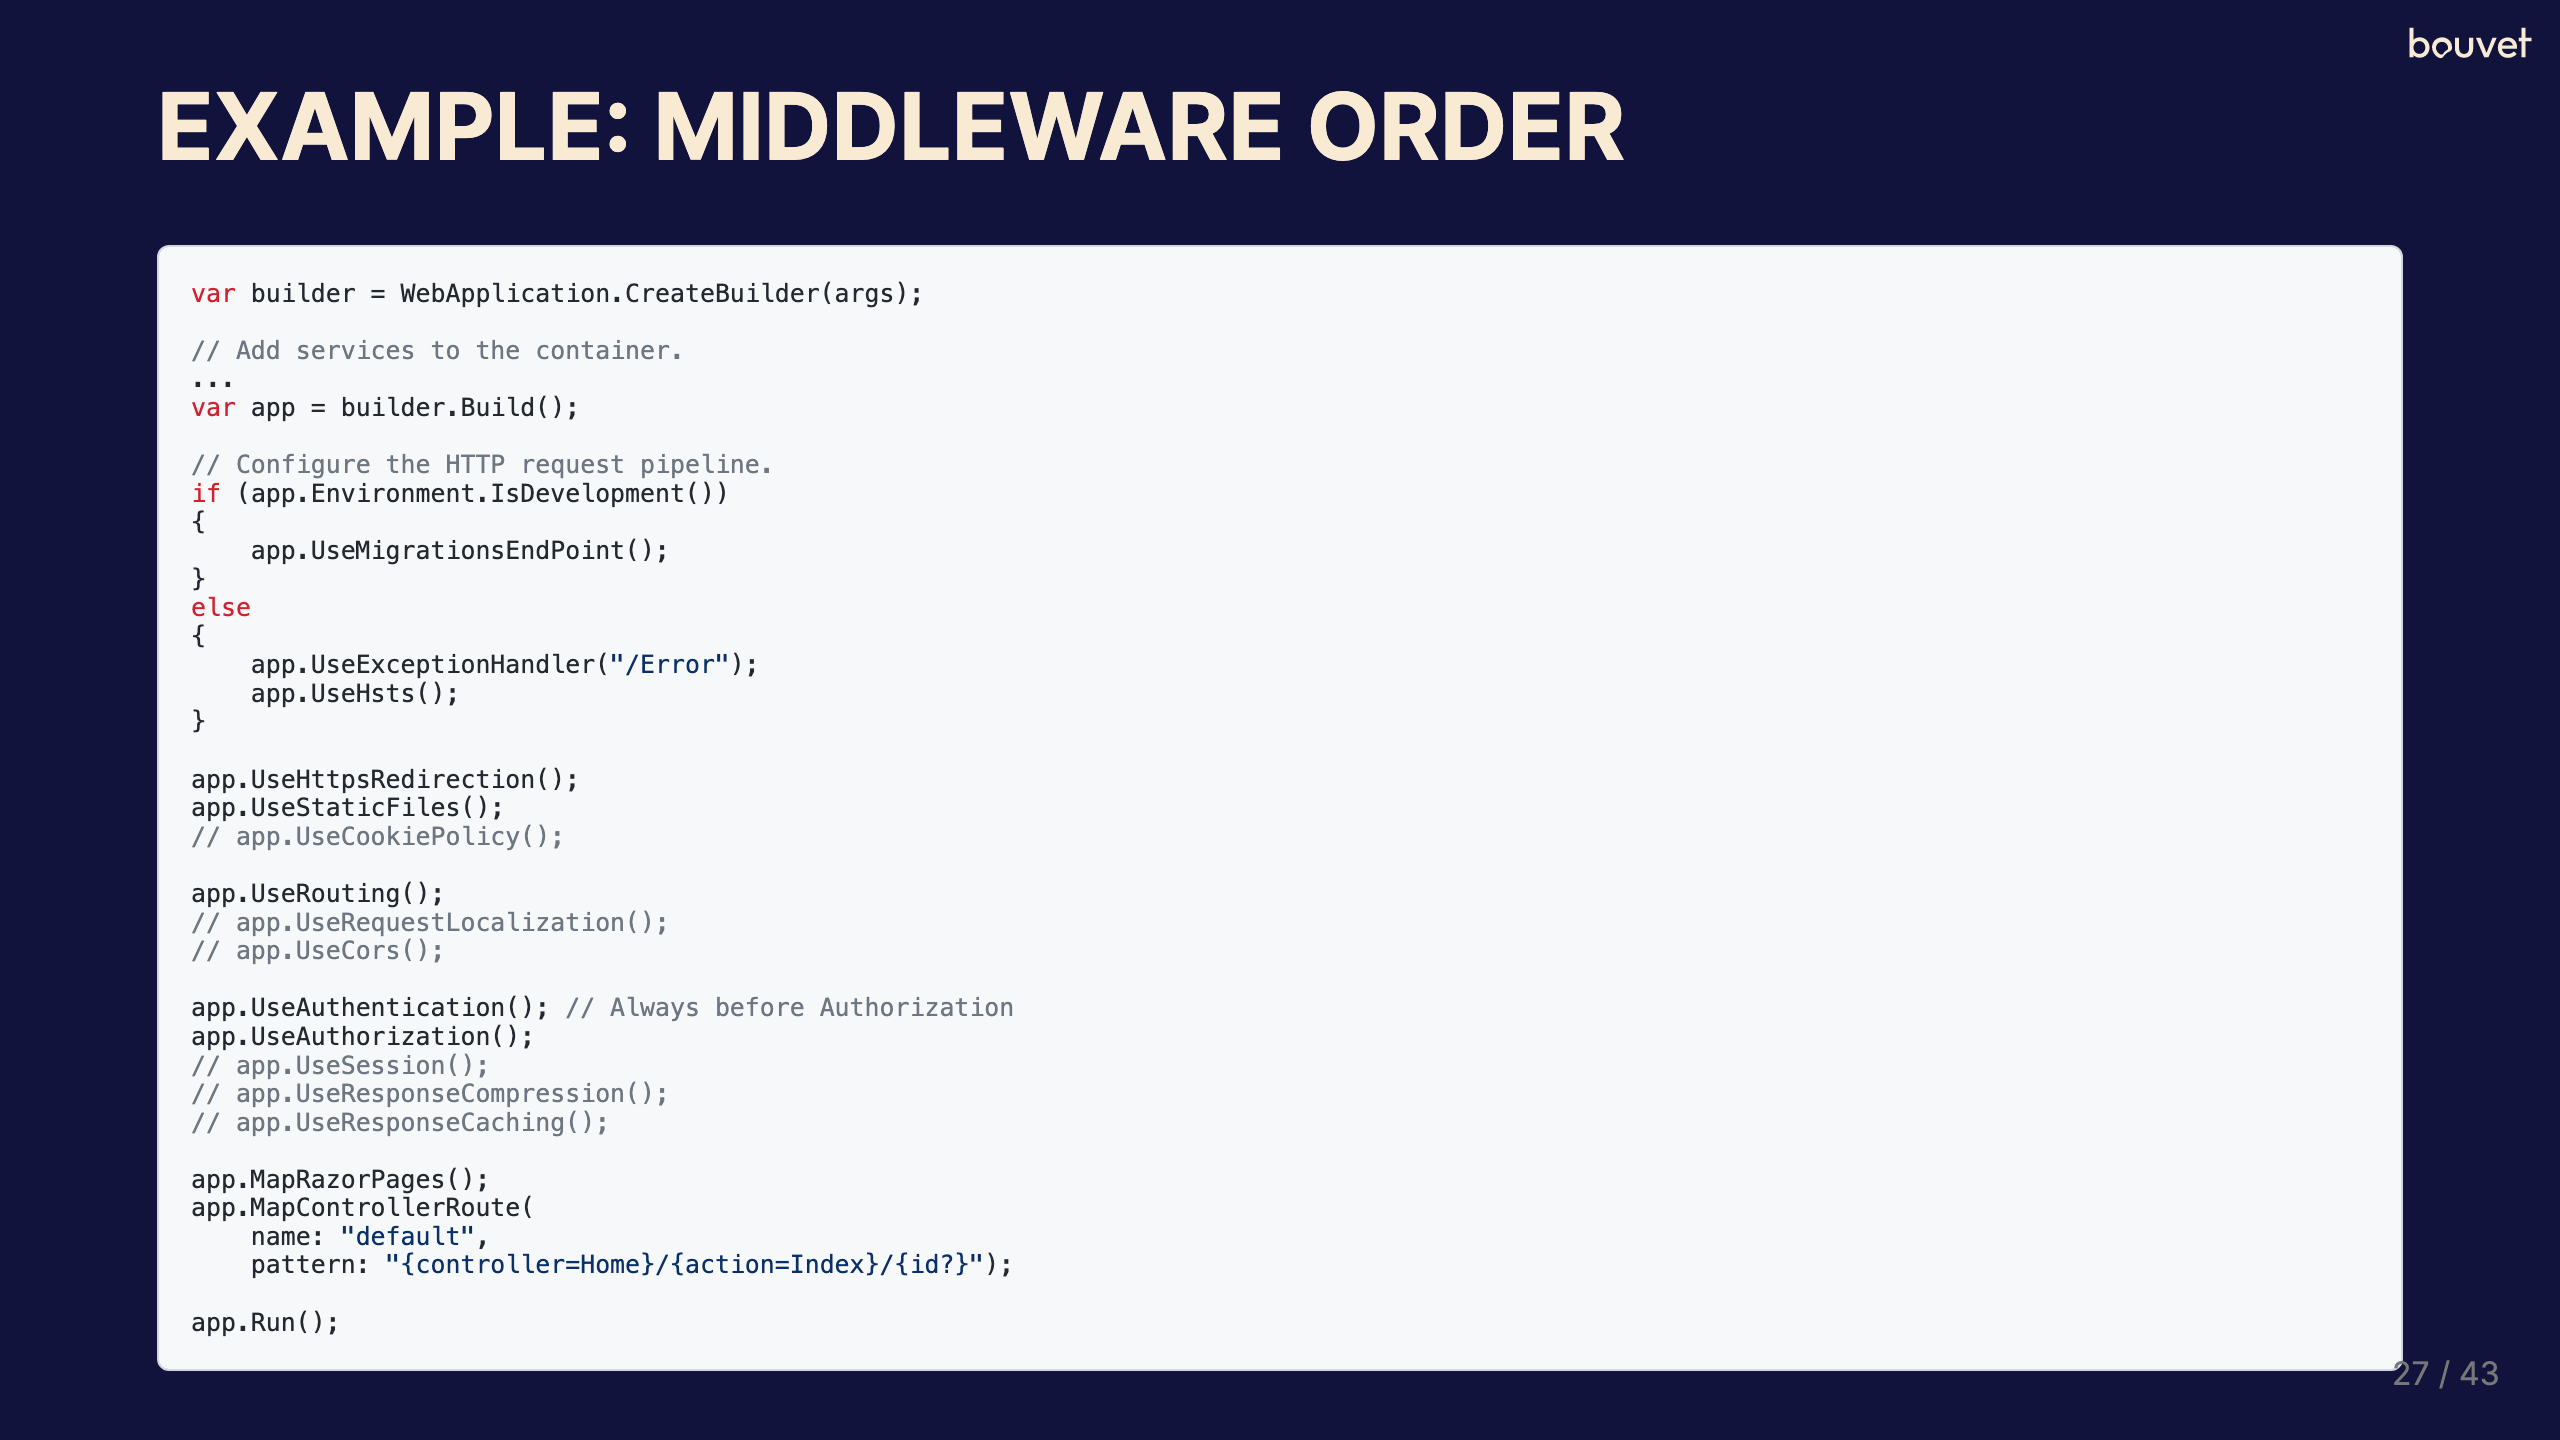 bouvet
EXAMPLE: MIDDLEWARE ORDER
var builder = WebApplication.CreateBuilder(args);
// Add services to the container.
...
var app = builder.Build();
// Configure the HTTP request pipeline.
if (app.Environment.IsDevelopment())
{
    app.UseMigrationsEndPoint();
}
else
{
    app.UseExceptionHandler("/Error");
    app.UseHsts();
}
app.UseHttpsRedirection();
app.UseStaticFiles();
// app.UseCookiePolicy();
app.UseRouting();
// app.UseRequestLocalization();
// app.UseCors();
app.UseAuthentication(); // Always before Authorization
app.UseAuthorization();
// app.UseSession();
// app.UseResponseCompression();
// app.UseResponseCaching();
app.MapRazorPages();
app.MapControllerRoute(
    name: "default",
    pattern: "{controller=Home}/{action=Index}/{id?}");
app.Run();
27 / 43